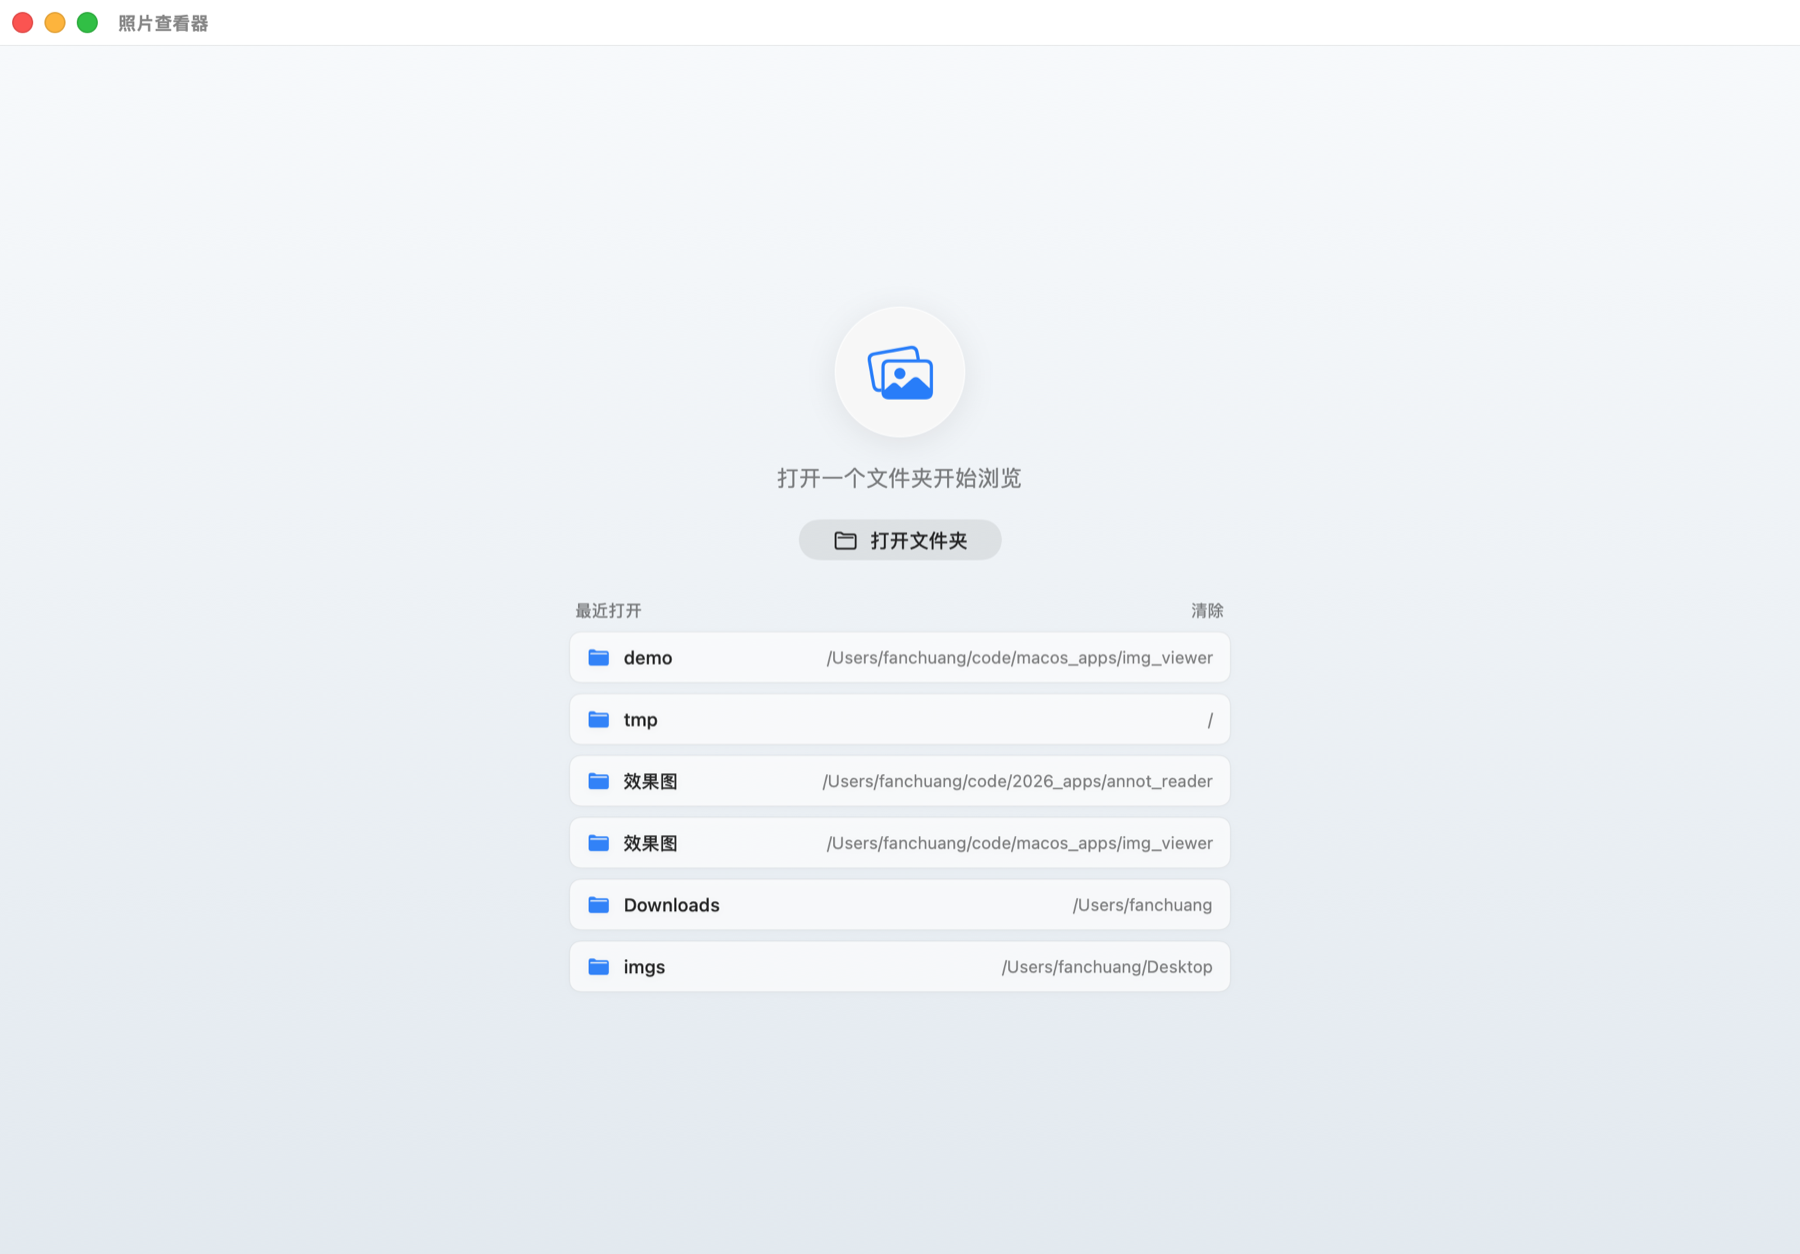 照片查看器
打开一个文件夹开始浏览
打开文件夹
最近打开 清除
demo /Users/fanchuang/code/macos_apps/img_viewer
tmp /
效果图 /Users/fanchuang/code/2026_apps/annot_reader
效果图 /Users/fanchuang/code/macos_apps/img_viewer
Downloads /Users/fanchuang
imgs /Users/fanchuang/Desktop